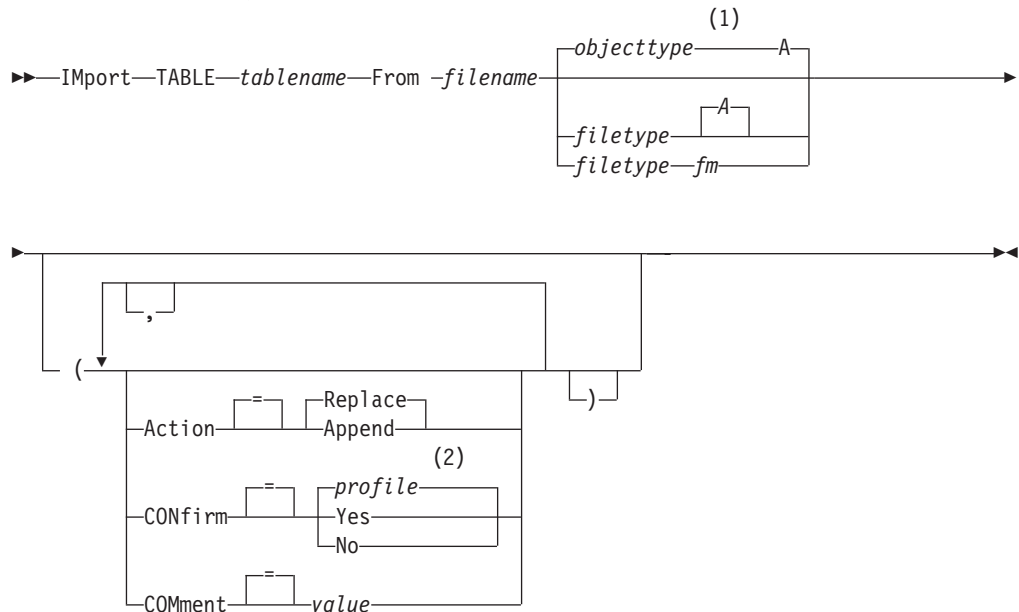 (1)
objecttype A
IMport TABLE tablename From filename
A
filetype
filetype fm
,
(
Replace
)
=
Action Append
(2)
profile
=
CONfirm Yes
No
=
COMment value